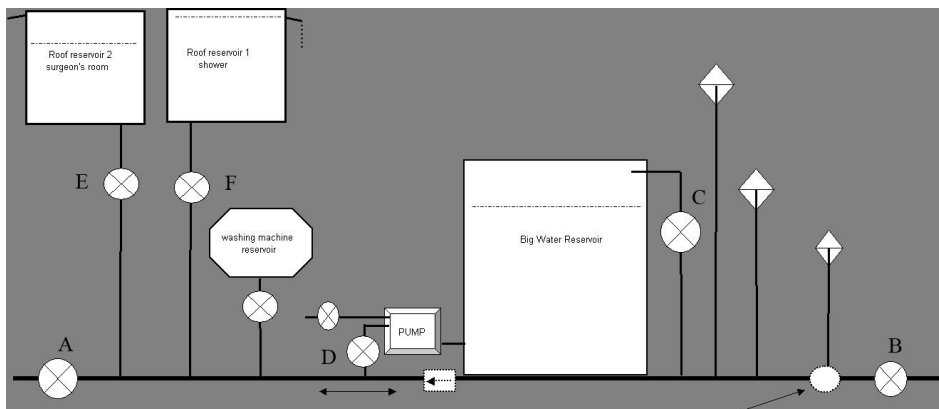 Roof reservoir 2
surgeon's room
Roof reservoir 1
shower
E
F
C
washing machine
reservoir
Big Water Reservoir
PUMP
A
D
B